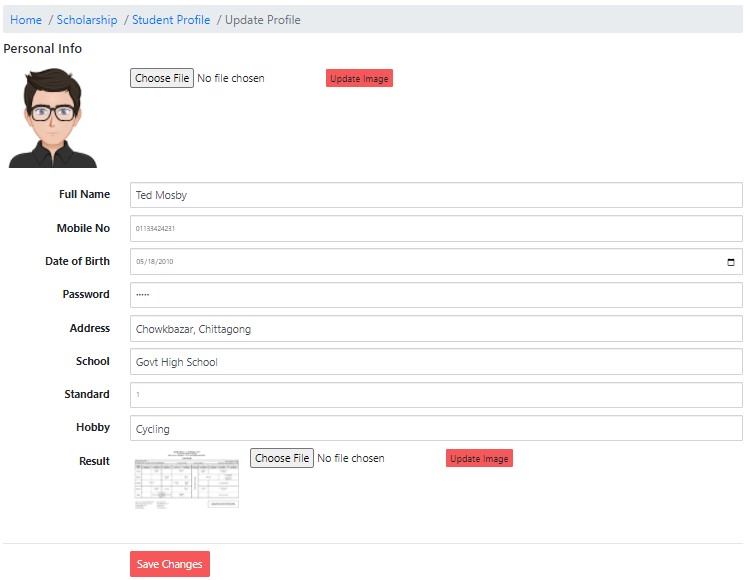 Home / Scholarship / Student Profile / Update Profile
Personal Info
Choose File No file chosen Update Image
Full Name Ted Mosby
Mobile No 01133424231
Date of Birth 05/18/2010
Password •••••
Address Chowkbazar, Chittagong
School Govt High School
Standard 1
Hobby Cycling
Result Choose File No file chosen Update Image
Save Changes